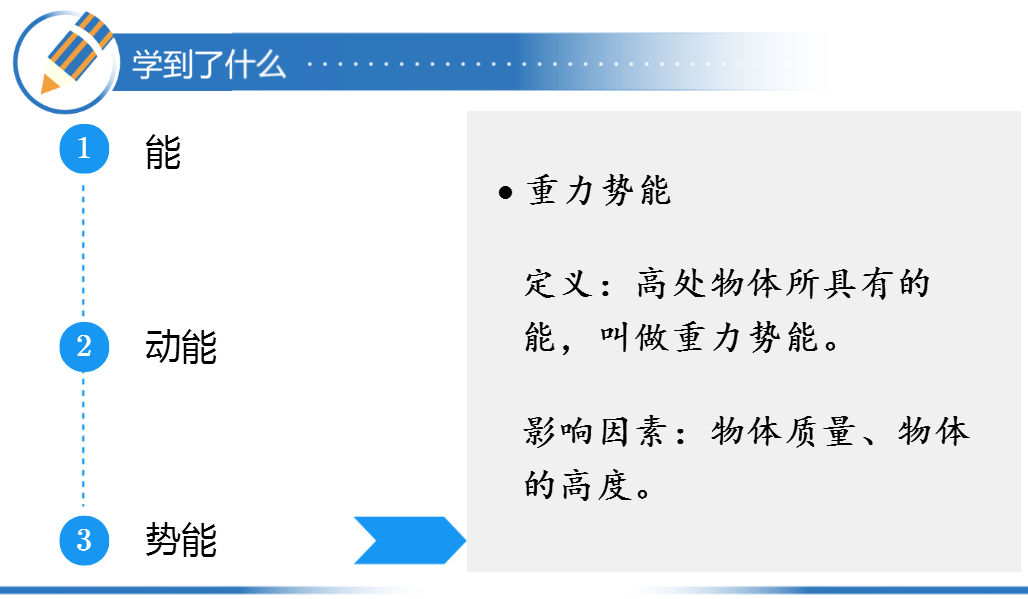 学到了什么
1 能
2 动能
3 势能
• 重力势能
定义：高处物体所具有的
能，叫做重力势能。
影响因素：物体质量、物体
的高度。